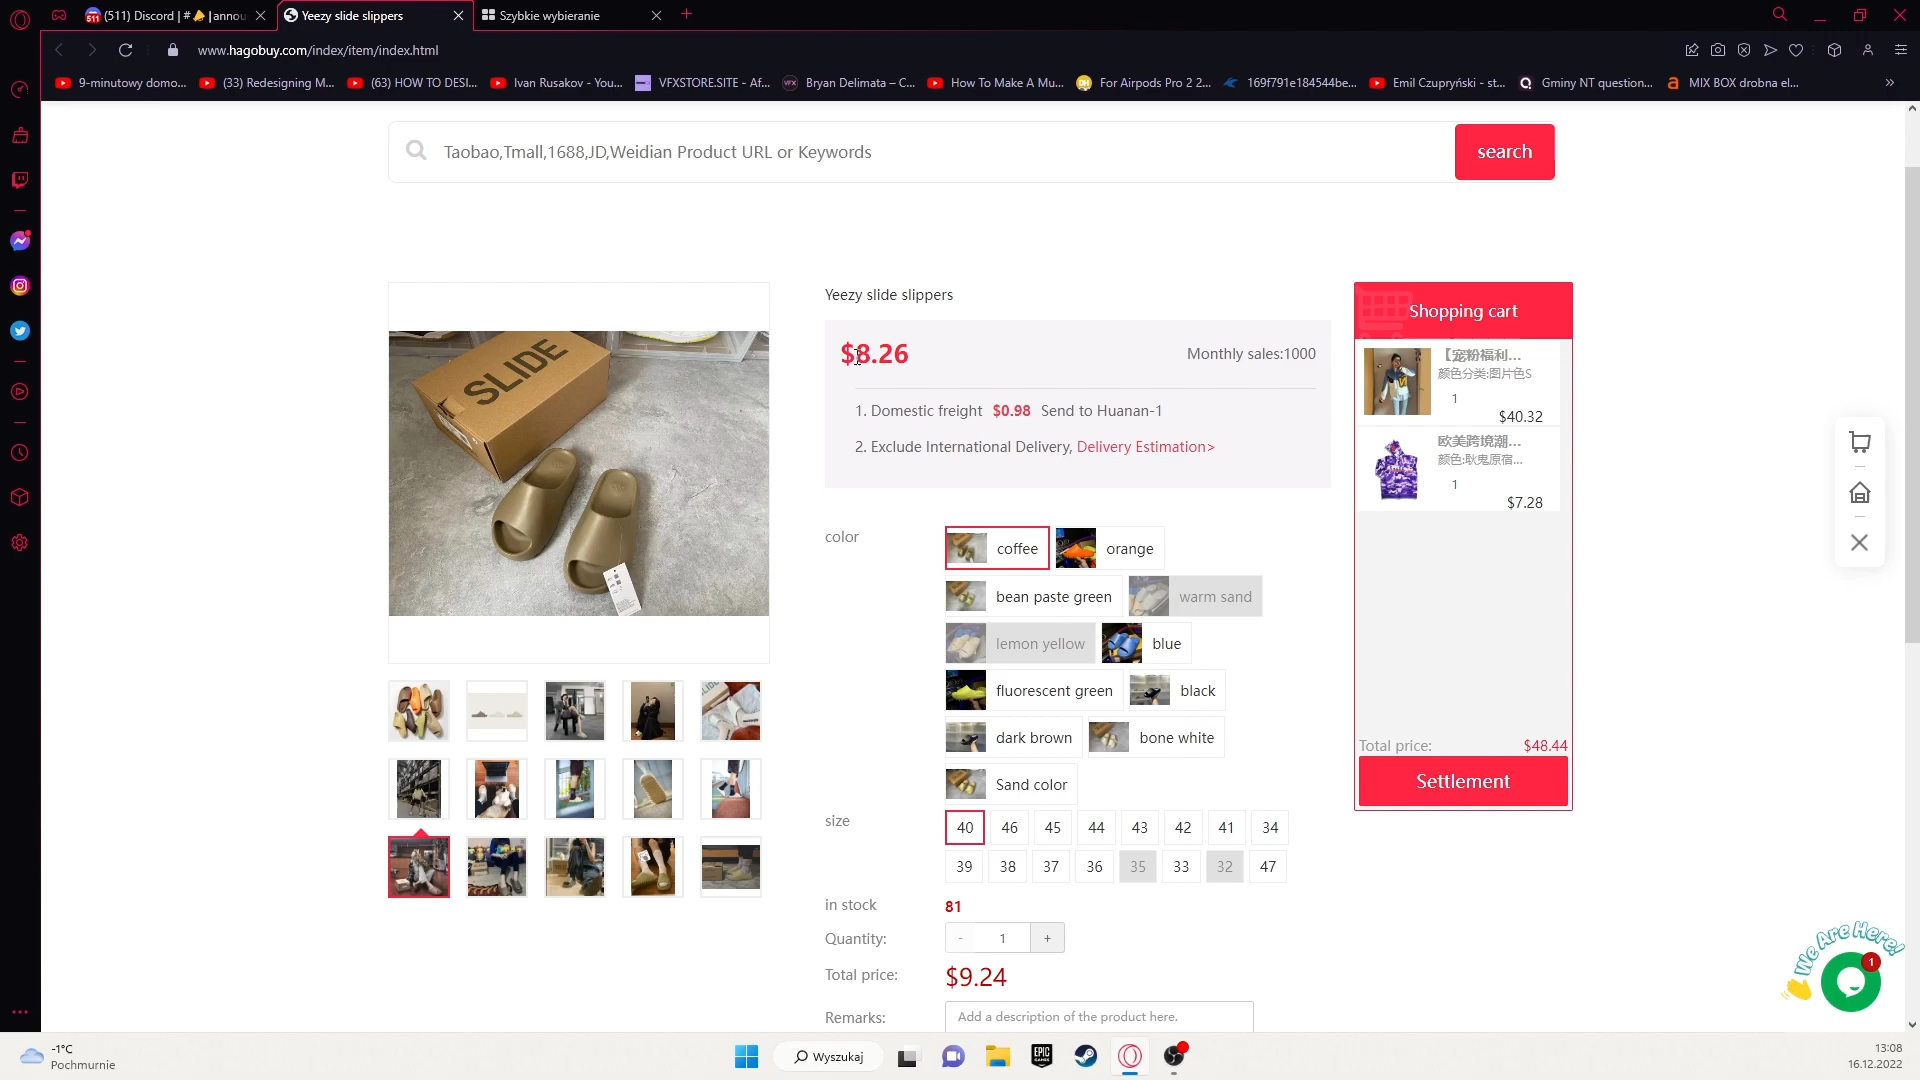 (511) Discord | #🔔 | annou
Yeezy slide slippers
Szybkie wybieranie
www.hagobuy.com/index/item/index.html
9-minutowy domo...
(33) Redesigning M...
(63) HOW TO DESI...
Ivan Rusakov - You...
VFXSTORE.SITE - Af...
Bryan Delimata – C...
How To Make A Mu...
For Airpods Pro 2 2...
169f791e184544be...
Emil Czupryński - st...
Gminy NT question...
MIX BOX drobna el...
Taobao,Tmall,1688,JD,Weidian Product URL or Keywords
search
SLIDE
Yeezy slide slippers
$8.26
Monthly sales:1000
1. Domestic freight $0.98 Send to Huanan-1
2. Exclude International Delivery, Delivery Estimation>
color
coffee
orange
bean paste green
warm sand
lemon yellow
blue
fluorescent green
black
dark brown
bone white
Sand color
size
40 46 45 44 43 42 41 34
39 38 37 36 35 33 32 47
in stock
81
Quantity:
- 1 +
Total price:
$9.24
Remarks:
Add a description of the product here.
Shopping cart
【宠粉福利...
颜色分类:图片色S
1
$40.32
欧美跨境潮...
颜色:耿鬼原宿...
1
$7.28
Total price:
$48.44
Settlement
We Are Here!
1
-1°C
Pochmurnie
Wyszukaj
EPIC
GAMES
13:08
16.12.2022